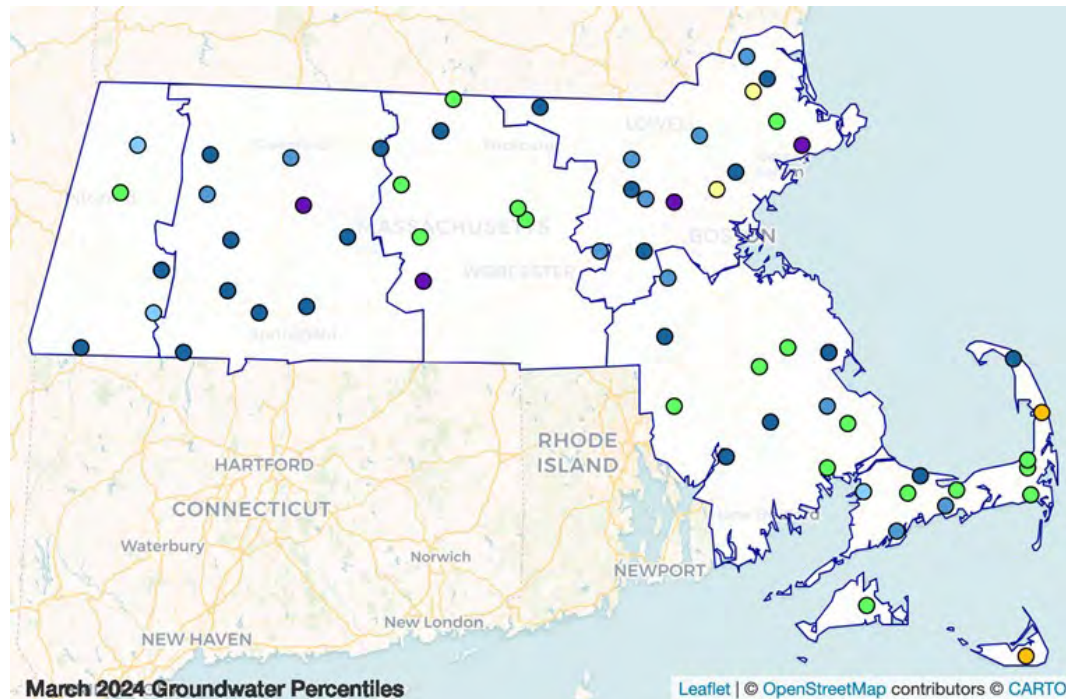 LOWELL
MASSACHUSETTS
BOSTON
WORCESTER
Springfield
RHODE
ISLAND
HARTFORD
CONNECTICUT
Waterbury
Norwich
NEWPORT
New London
NEW HAVEN
March 2024 Groundwater Percentiles
Leaflet | © OpenStreetMap contributors © CARTO